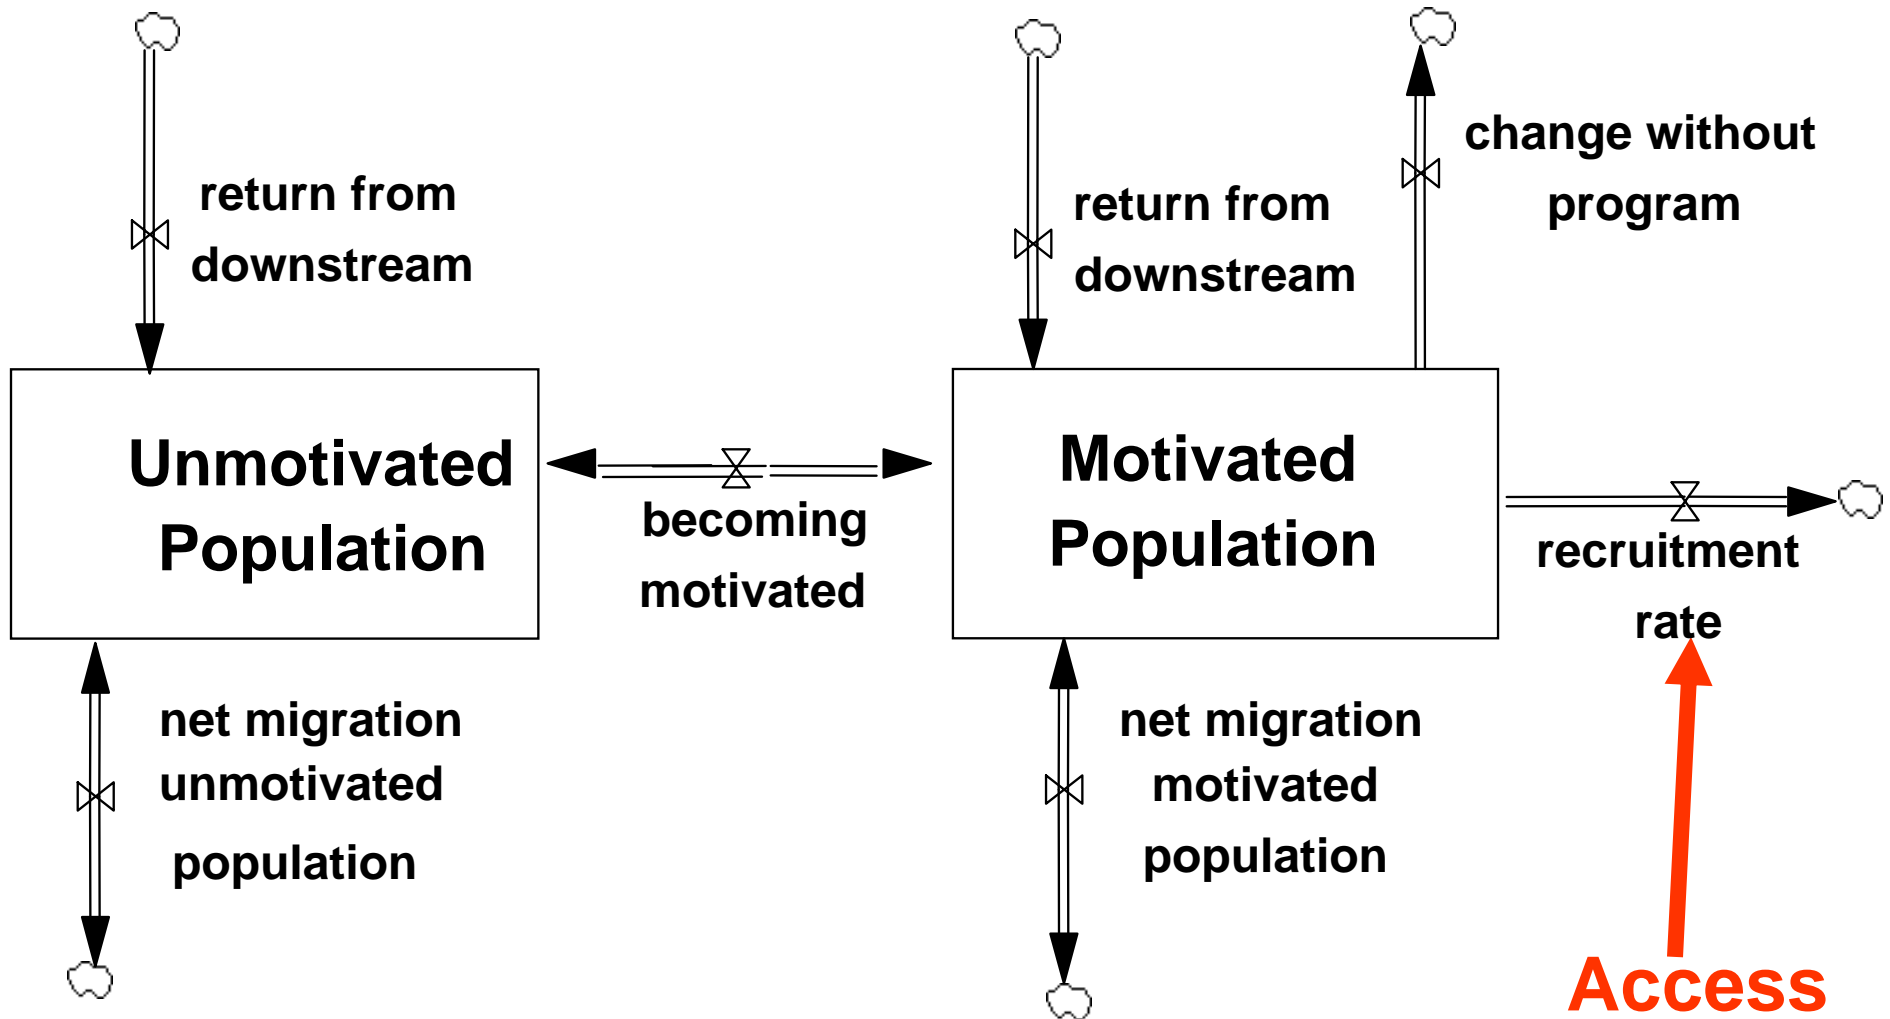 return from
downstream
return from
downstream
change without
program
Unmotivated
Population
becoming
motivated
Motivated
Population
recruitment
rate
net migration
unmotivated
population
net migration
motivated
population
Access